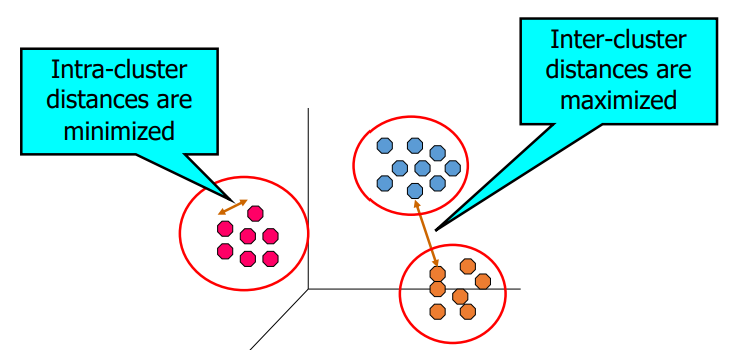 Intra-cluster
distances are
minimized
Inter-cluster
distances are
maximized